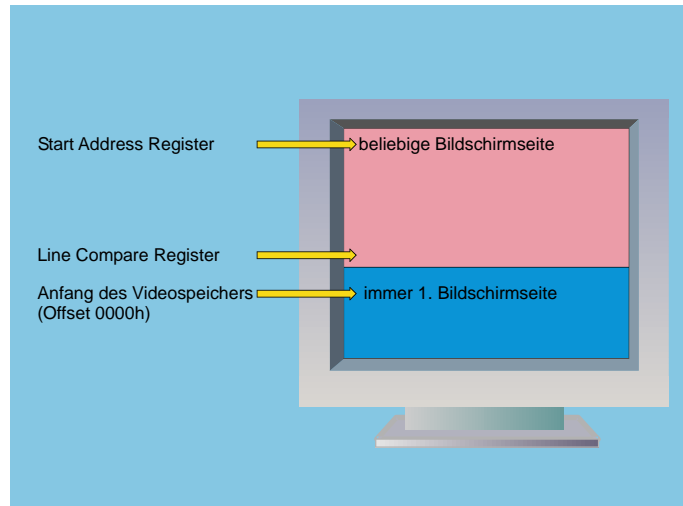 Start Address Register
beliebige Bildschirmseite
Line Compare Register
Anfang des Videospeichers
(Offset 0000h)
immer 1. Bildschirmseite